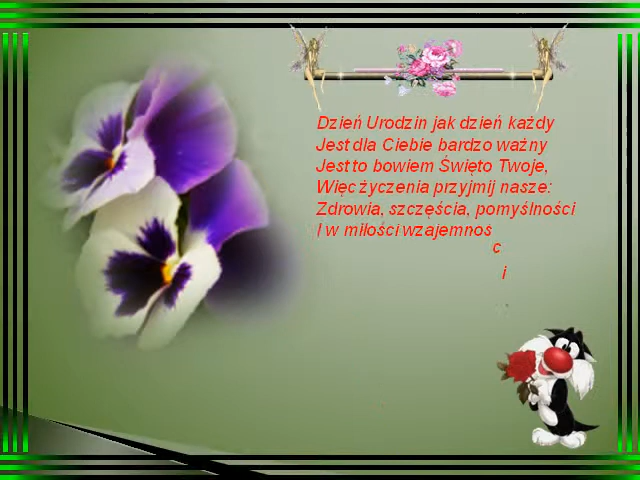 Dzień Urodzin jak dzień każdy
Jest dla Ciebie bardzo ważny
Jest to bowiem Święto Twoje,
Więc życzenia przyjmij nasze:
Zdrowia, szczęścia, pomyślności
I w miłości wzajemnoś
c
i